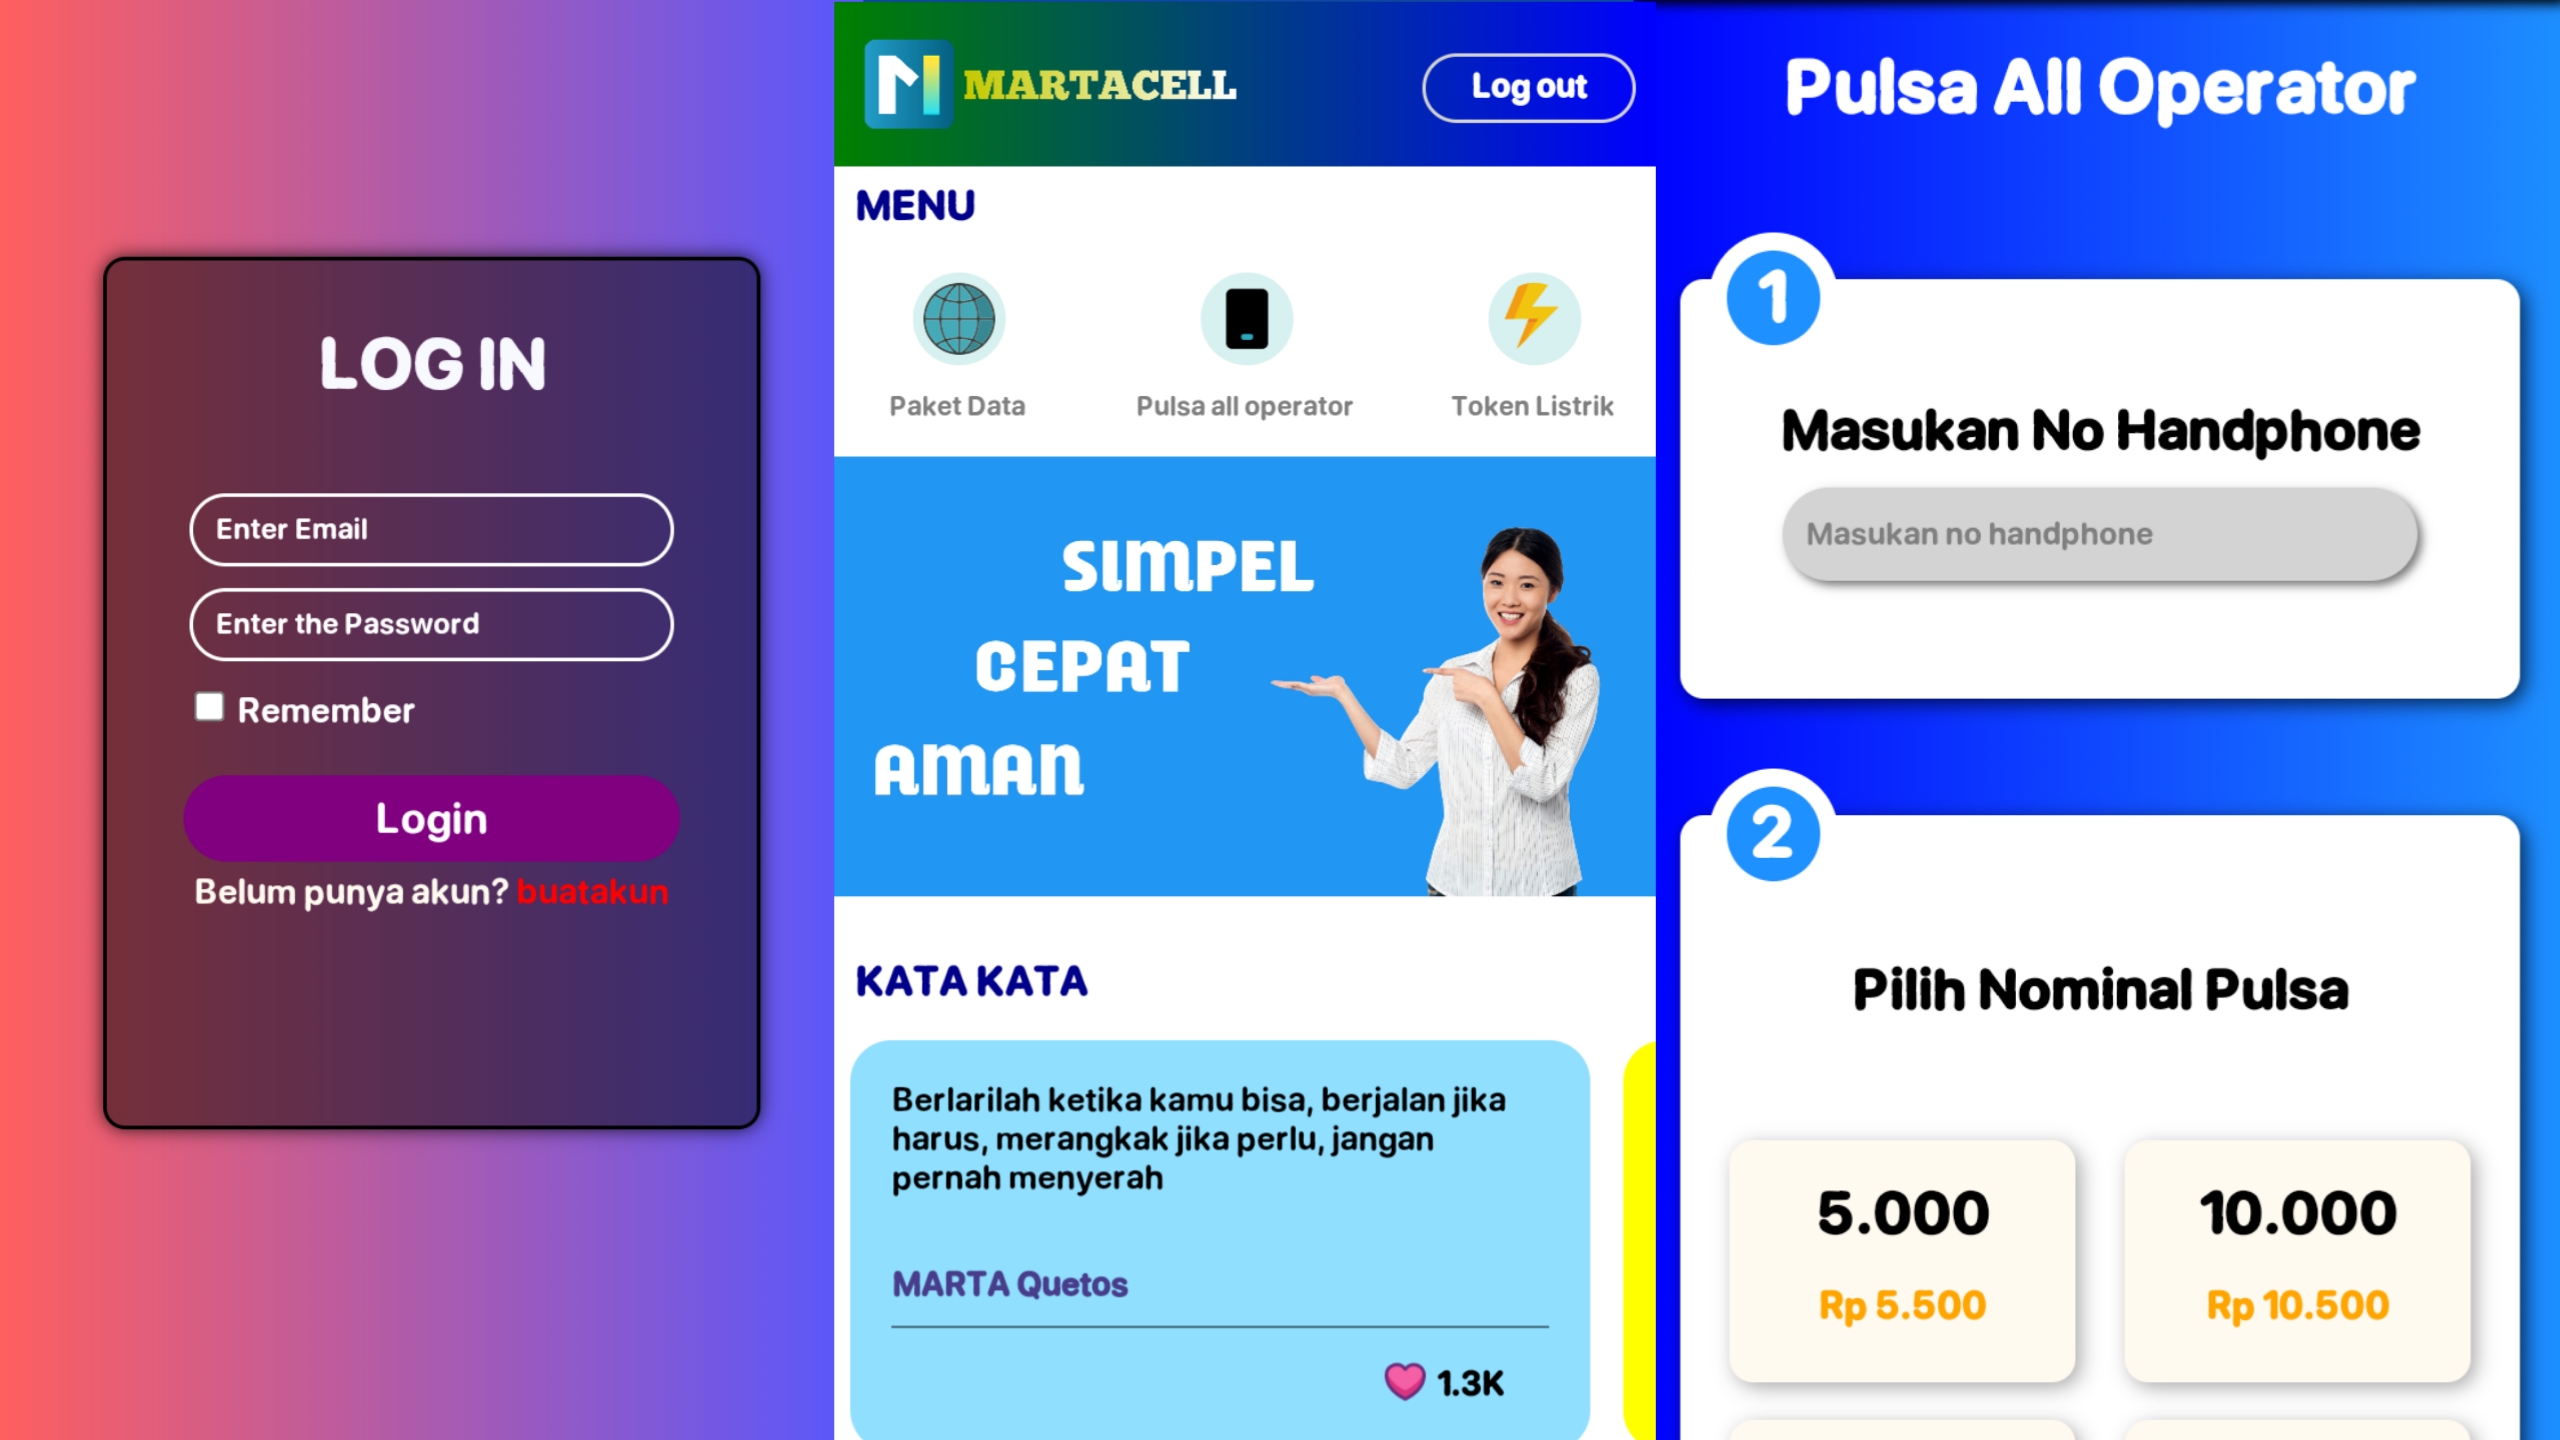 LOG IN
Enter Email
Enter the Password
Remember
Login
Belum punya akun? buatakun
MARTACELL
Log out
MENU
Paket Data
Pulsa all operator
Token Listrik
SIMPEL
CEPAT
AMAN
KATA KATA
Berlarilah ketika kamu bisa, berjalan jika
harus, merangkak jika perlu, jangan
pernah menyerah
MARTA Quetos
1.3K
Pulsa All Operator
1
Masukan No Handphone
Masukan no handphone
2
Pilih Nominal Pulsa
5.000
Rp 5.500
10.000
Rp 10.500